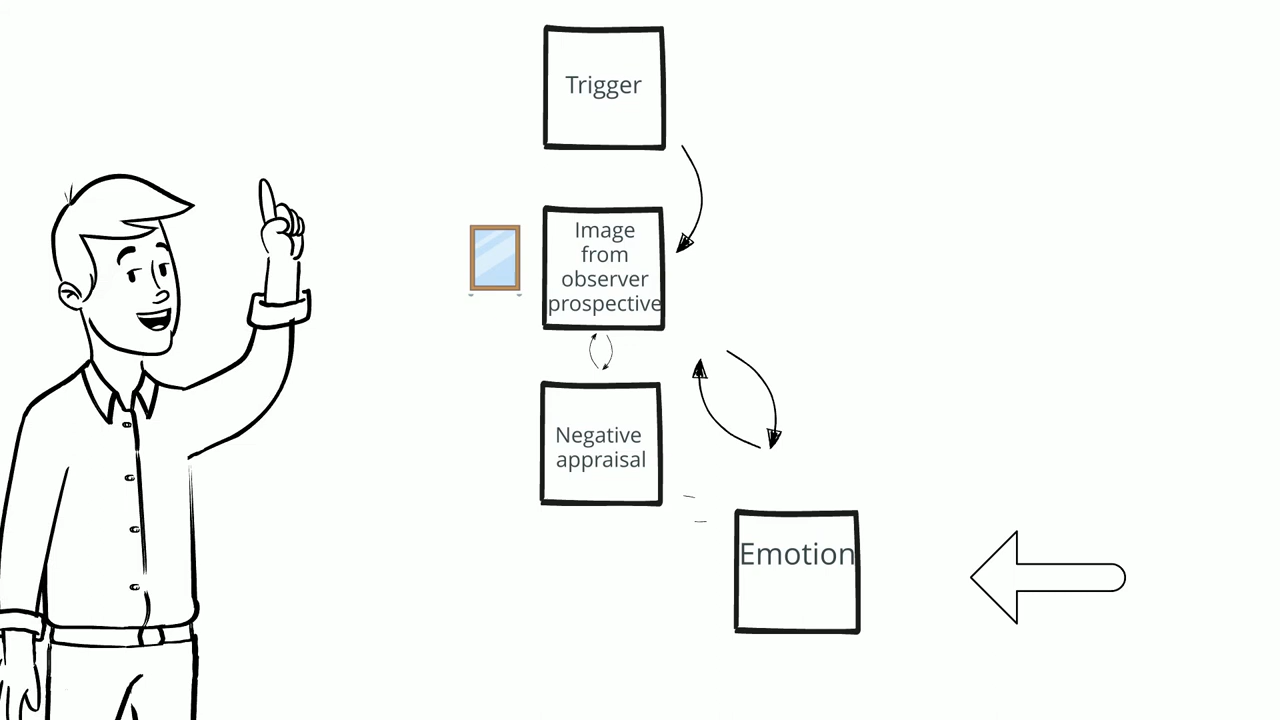 Trigger
Image
from
observer
prospective
Negative
appraisal
Emotion